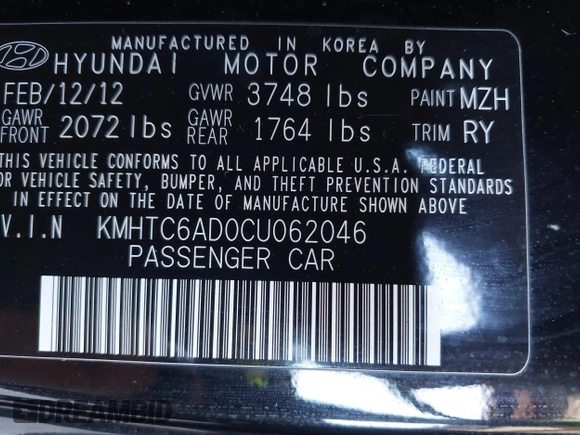 MANUFACTURED IN KOREA BY
HYUNDAI MOTOR COMPANY
FEB/12/12 GVWR 3748 lbs PAINT MZH
GAWR FRONT 2072 lbs GAWR REAR 1764 lbs TRIM RY
THIS VEHICLE CONFORMS TO ALL APPLICABLE U.S.A. FEDERAL
OR VEHICLE SAFETY, BUMPER, AND THEFT PREVENTION STANDARDS
IN EFFECT ON THE DATE OF MANUFACTURE SHOWN ABOVE.
V.I.N KMHTC6AD0CU062046
PASSENGER CAR
DREAMBID